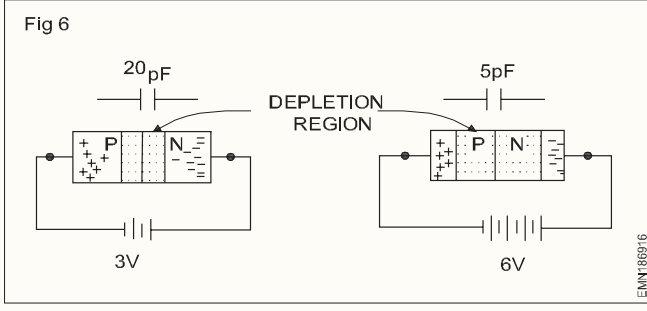 Fig 6
20pF
5pF
DEPLETION
REGION
P
N
P
N
3V
6V
EMN186916